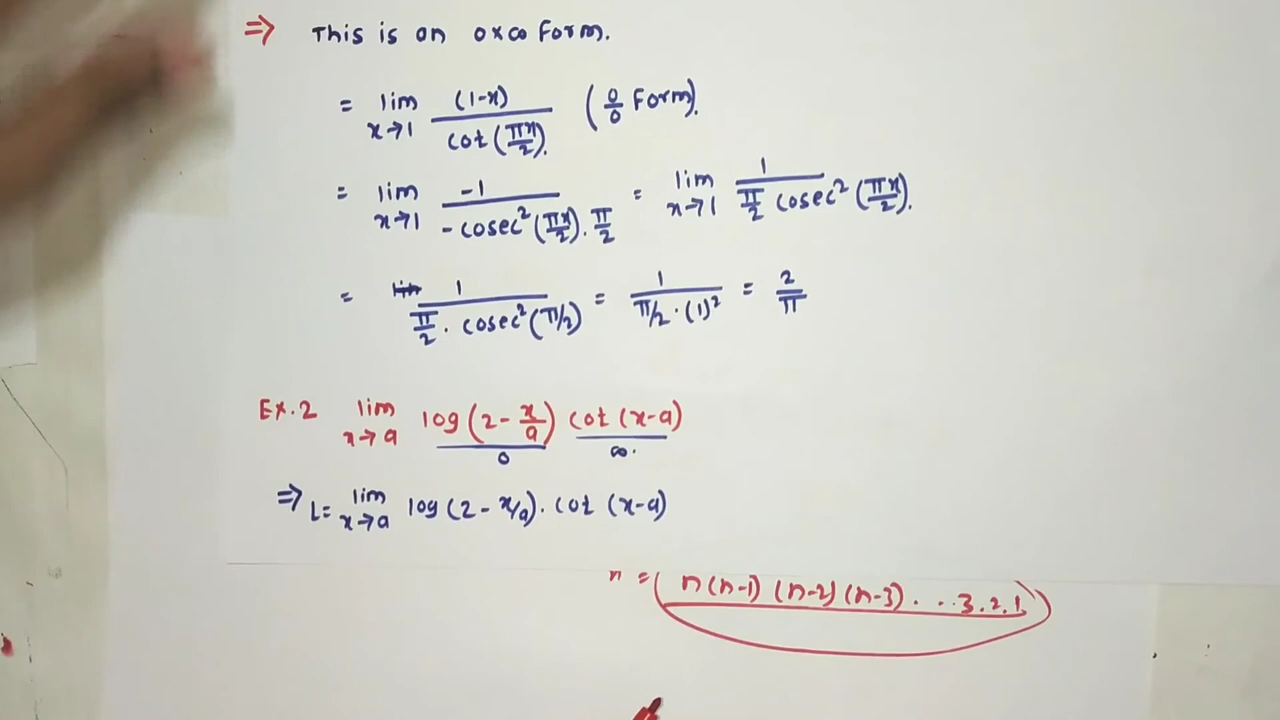 ⇒ This is an 0×∞ Form.
= lim x→1 (1-x) / cot(πx/2) (0/0 Form).
= lim x→1 -1 / -cosec²(πx/2).π/2 = lim x→1 1 / π/2 cosec²(πx/2).
= 1 / π/2 . cosec²(π/2) = 1 / π/2 . (1)² = 2/π
Ex.2 lim x→a log(2 - x/a) cot(x-a)
0 ∞.
⇒ L = lim x→a log(2 - x/a) . cot (x-a)
n = (n(n-1) (n-2) (n-3) . . . 3.2.1)